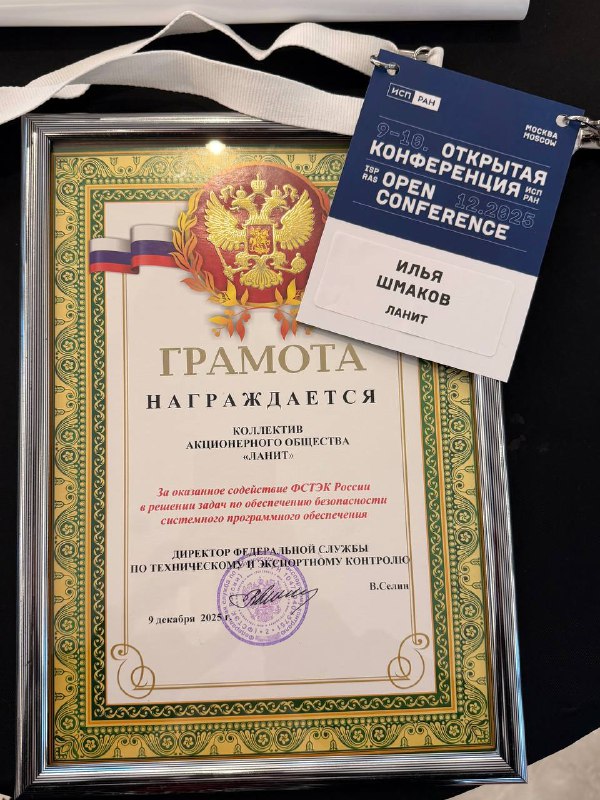 ИСП РАН
МОСКВА
MOSCOW
9-10. ОТКРЫТАЯ
КОНФЕРЕНЦИЯ ИСП РАН
ISP RAS OPEN 12.2025
CONFERENCE
ИЛЬЯ
ШМАКОВ
ЛАНИТ
ГРАМОТА
НАГРАЖДАЕТСЯ
КОЛЛЕКТИВ
АКЦИОНЕРНОГО ОБЩЕСТВА
«ЛАНИТ»
За оказанное содействие ФСТЭК России
в решении задач по обеспечению безопасности
системного программного обеспечения
ДИРЕКТОР ФЕДЕРАЛЬНОЙ СЛУЖБЫ
ПО ТЕХНИЧЕСКОМУ И ЭКСПОРТНОМУ КОНТРОЛЮ
В.Селин
9 декабря 2025 г.